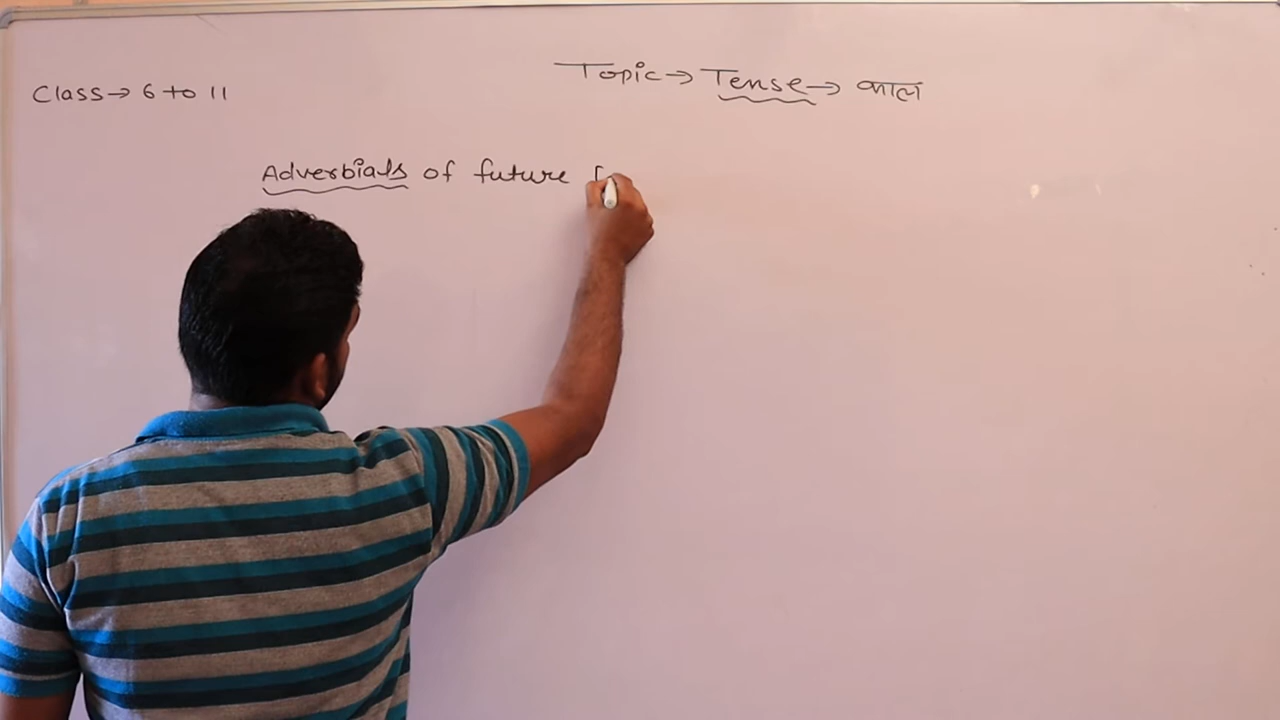 Topic → Tense → काल
Class → 6 to 11
Adverbials of future [